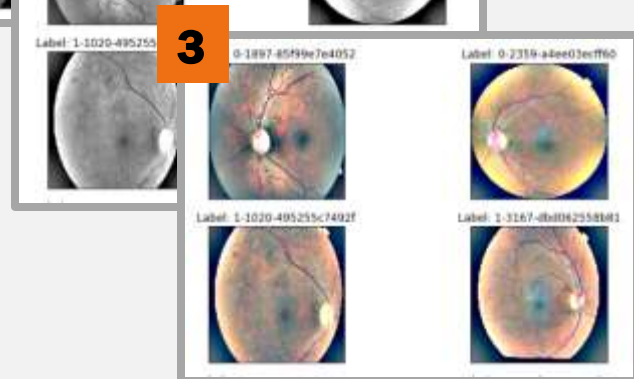 Label: 1-1020-495255
3
0-1897-85f99e7e4052
Label: 0-2359-a4ee03ecff60
Label: 1-1020-495255c7492f
Label: 1-3167-dbd062558b81